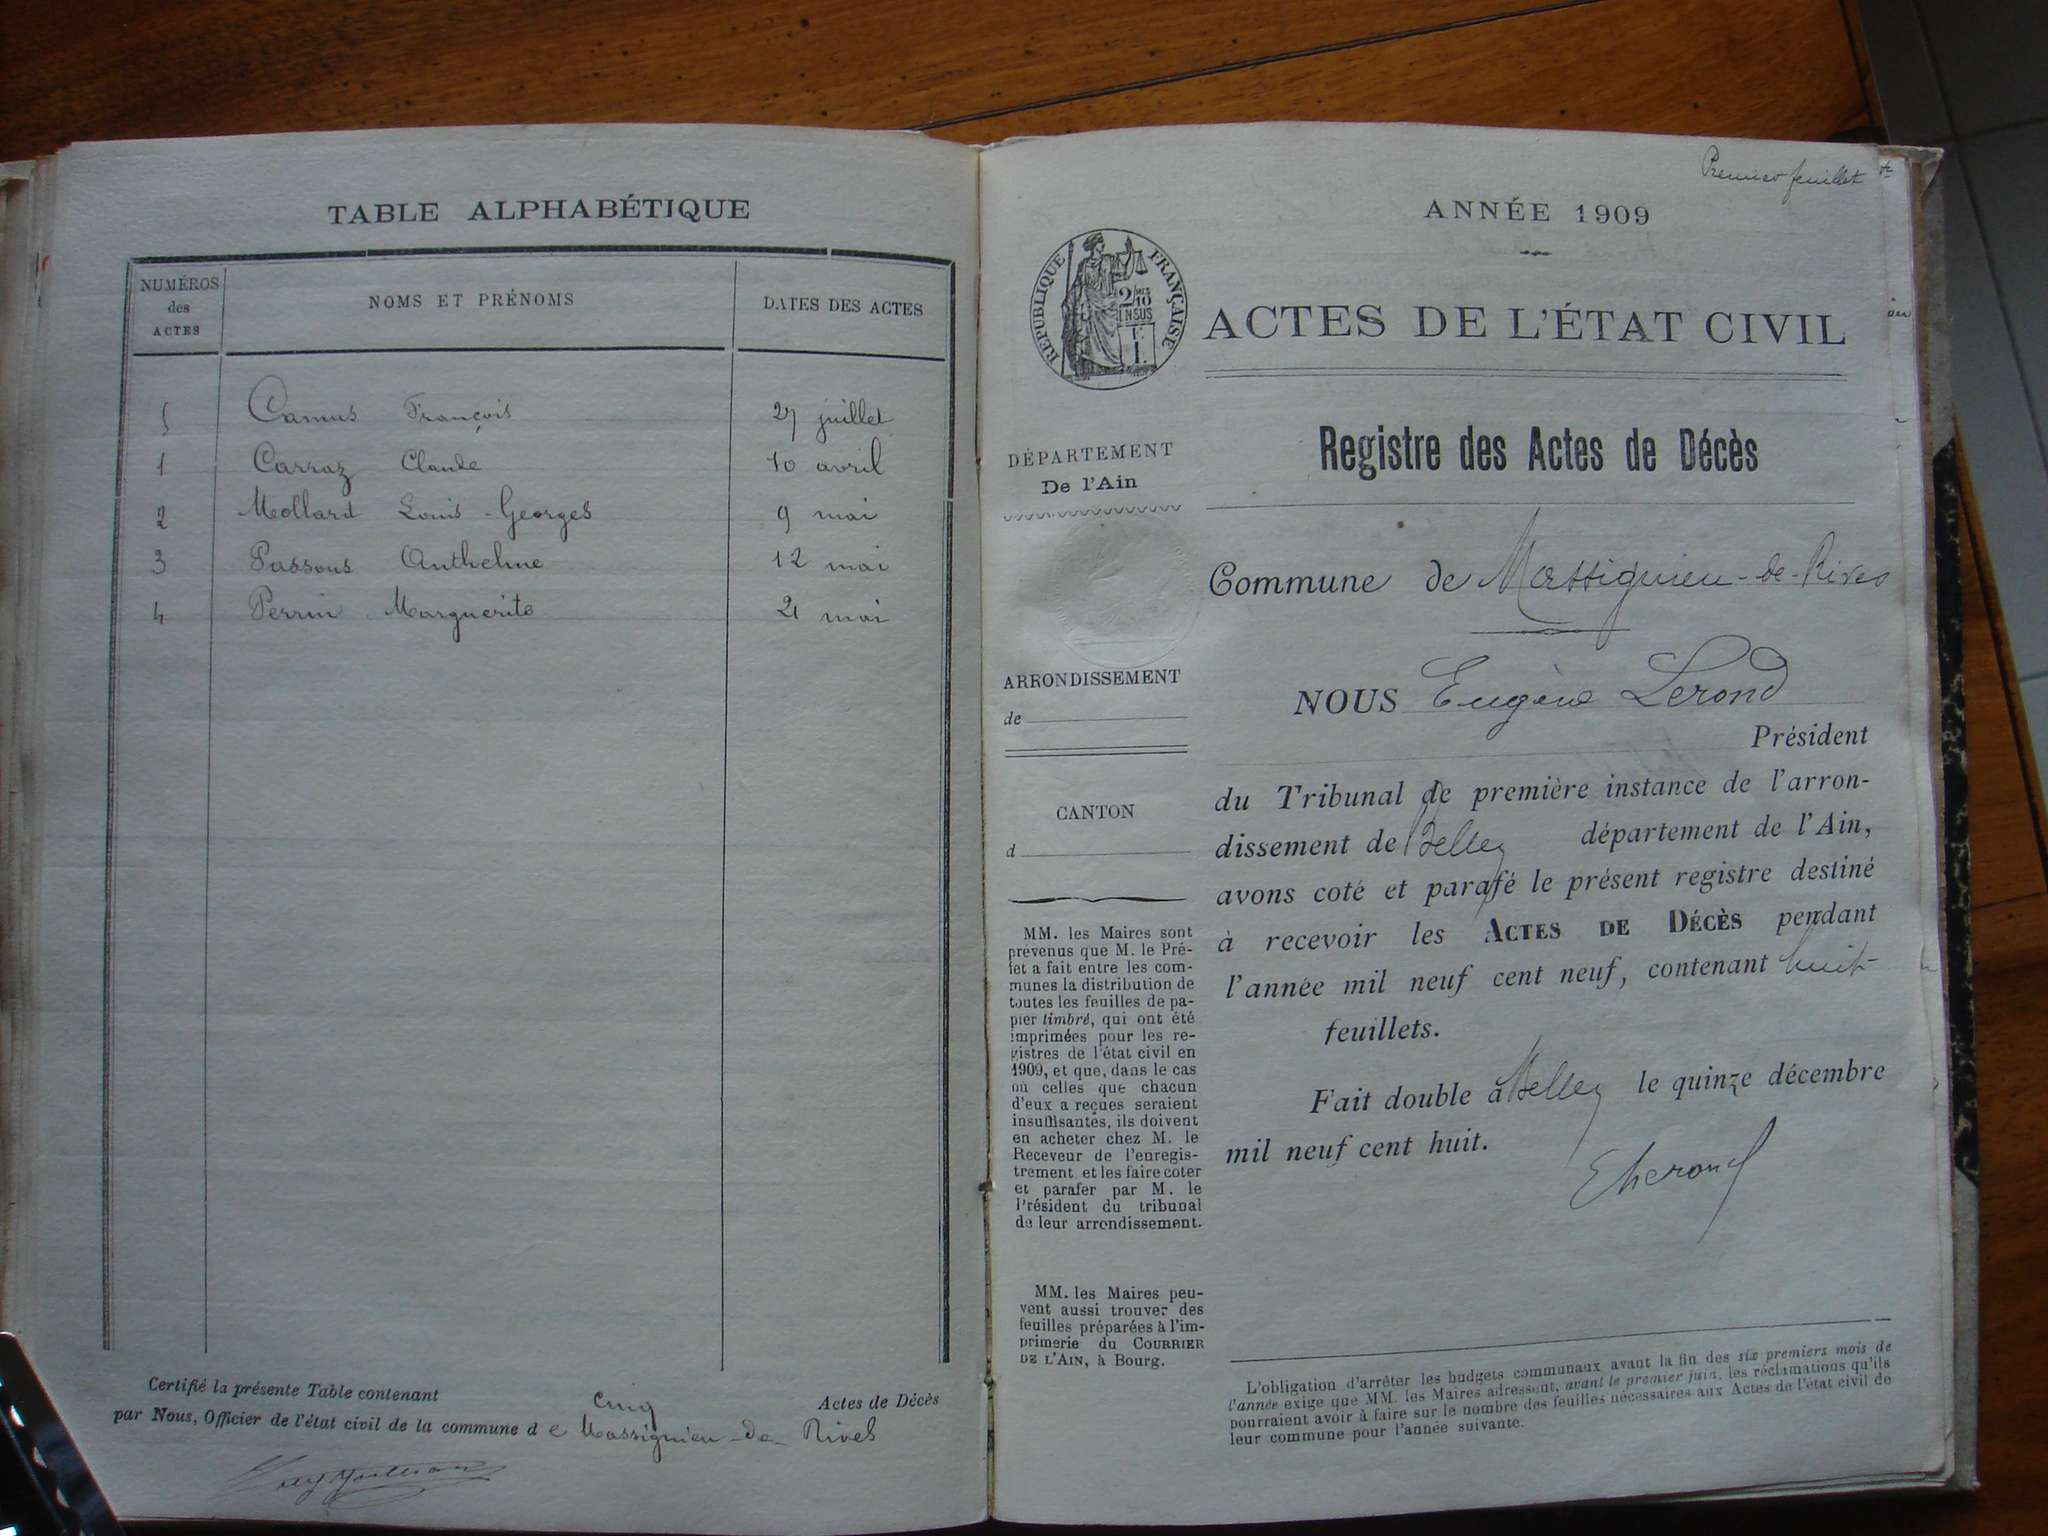 TABLE ALPHABÉTIQUE
NUMÉROS
des
ACTES
NOMS ET PRÉNOMS
DATES DES ACTES
5 Camus François 27 juillet
1 Carraz Claude 10 avril
2 Mollard Louis-Georges 9 mai
3 Passous Anthelme 12 mai
4 Perrin Marguerite 21 mai
Certifié la présente Table contenant cinq Actes de Décès
par Nous, Officier de l'état civil de la commune d e Massignieu-de-Rives
Premier feuillet
ANNÉE 1909
RÉPUBLIQUE FRANÇAISE
ACTES DE L'ÉTAT CIVIL
Registre des Actes de Décès
DÉPARTEMENT
De l'Ain
Commune de Massignieu-de-Rives
NOUS Eugène Lerond
Président
du Tribunal de première instance de l'arron-
dissement de Belley département de l'Ain,
avons coté et parafé le présent registre destiné
à recevoir les ACTES DE DÉCÈS pendant
l'année mil neuf cent neuf, contenant huit
feuillets.
Fait double à Belley le quinze décembre
mil neuf cent huit.
ELerond
ARRONDISSEMENT
de
CANTON
d
MM. les Maires sont
prévenus que M. le Pré-
fet a fait entre les com-
munes la distribution de
toutes les feuilles de pa-
pier timbré, qui ont été
imprimées pour les re-
gistres de l'état civil en
1909, et que, dans le cas
où celles que chacun
d'eux a reçues seraient
insuffisantes, ils doivent
en acheter chez M. le
Receveur de l'enregis-
trement et les faire coter
et parafer par M. le
Président du tribunal
de leur arrondissement.
MM. les Maires peu-
vent aussi trouver des
feuilles préparées à l'im-
primerie du COURRIER
DE L'AIN, à Bourg.
L'obligation d'arrêter les budgets communaux avant la fin des six premiers mois de
l'année exige que MM. les Maires adressent, avant le premier juin, les réclamations qu'ils
pourraient avoir à faire sur le nombre des feuilles nécessaires aux Actes de l'état civil de
leur commune pour l'année suivante.